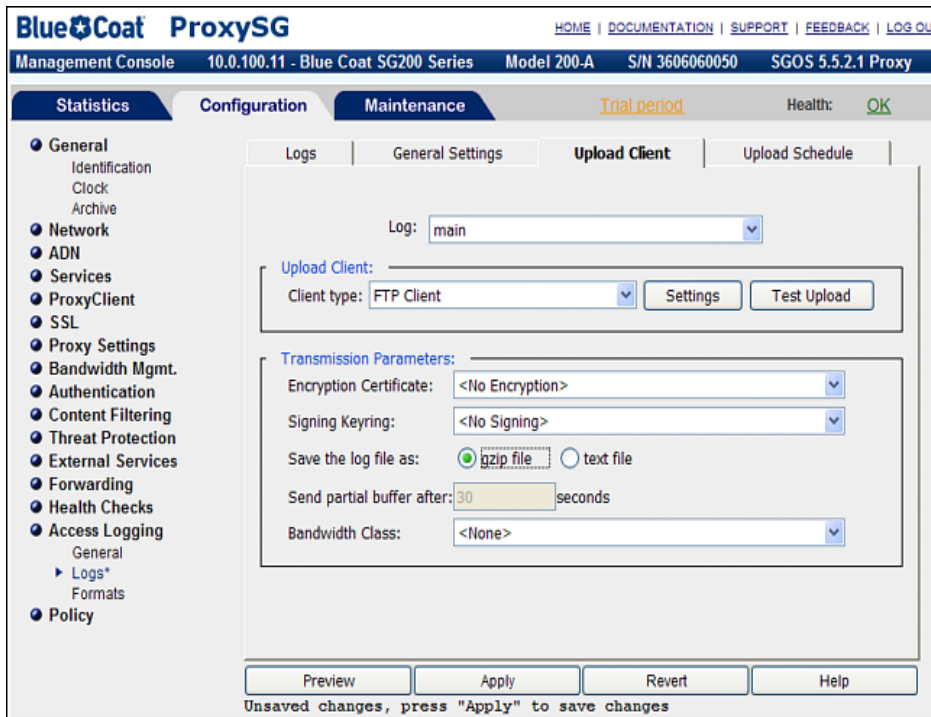 Blue Coat ProxySG
HOME | DOCUMENTATION | SUPPORT | FEEDBACK | LOG OU
Management Console 10.0.100.11 - Blue Coat SG200 Series Model 200-A S/N 3606060050 SGOS 5.5.2.1 Proxy
Statistics Configuration Maintenance Trial period Health: OK
General
Identification
Clock
Archive
Network
ADN
Services
ProxyClient
SSL
Proxy Settings
Bandwidth Mgmt.
Authentication
Content Filtering
Threat Protection
External Services
Forwarding
Health Checks
Access Logging
General
Logs*
Formats
Policy
Logs General Settings Upload Client Upload Schedule
Log: main
Upload Client:
Client type: FTP Client Settings Test Upload
Transmission Parameters:
Encryption Certificate: <No Encryption>
Signing Keyring: <No Signing>
Save the log file as: gzip file text file
Send partial buffer after: 30 seconds
Bandwidth Class: <None>
Preview Apply Revert Help
Unsaved changes, press "Apply" to save changes